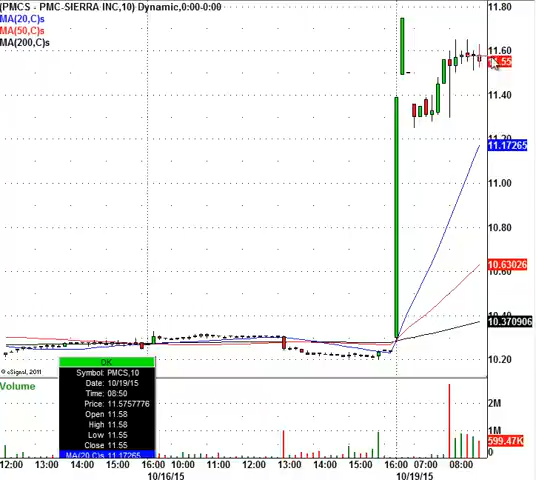 (PMCS - PMC-SIERRA INC,10) Dynamic,0:00-0:00
MA(20,C)s
MA(50,C)s
MA(200,C)s
11.80
11.60
11.40
11.17265
11.00
10.80
10.63026
10.370906
10.20
© eSignal, 2011
OK
Symbol: PMCS,10
Date: 10/19/15
Time: 08:50
Price: 11.5757776
Open 11.58
High 11.58
Low 11.55
Close 11.55
MA(20,C)s 11.17265
Volume
2M
1M
599.47K
0
12:00 13:00 14:00 15:00 16:00 10:00 11:00 12:00 13:00 14:00 15:00 16:00 07:00 08:00
10/16/15 10/19/15